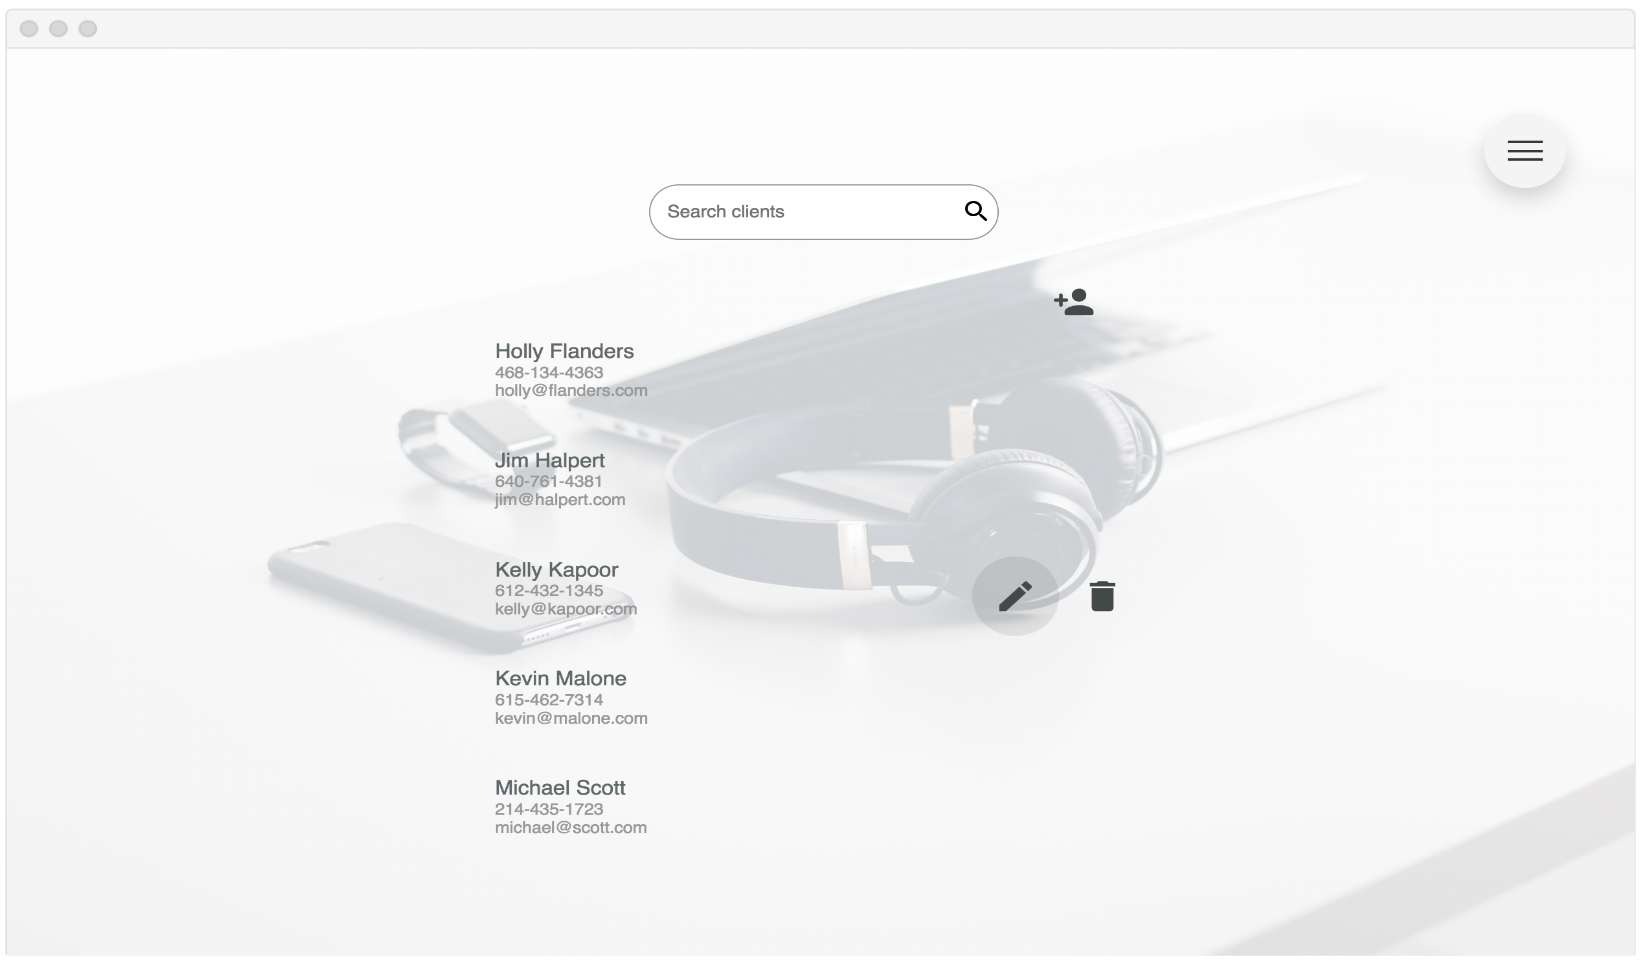 Search clients
Holly Flanders
468-134-4363
holly@flanders.com
Jim Halpert
640-761-4381
jim@halpert.com
Kelly Kapoor
612-432-1345
kelly@kapoor.com
Kevin Malone
615-462-7314
kevin@malone.com
Michael Scott
214-435-1723
michael@scott.com